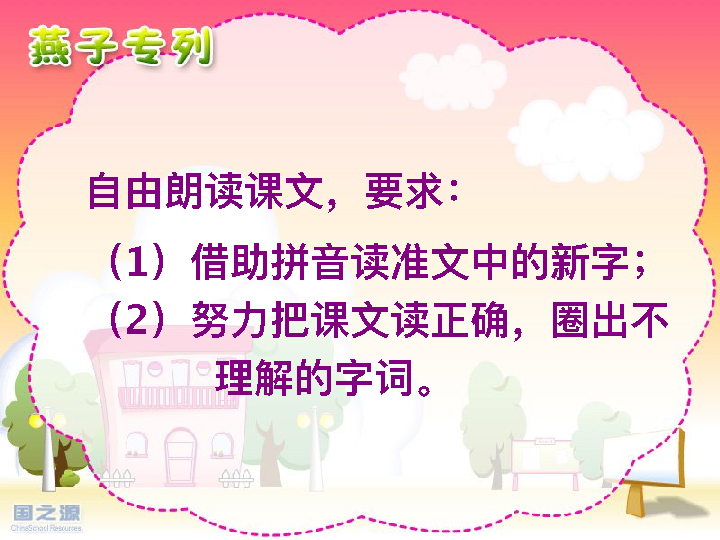 燕子专列
自由朗读课文，要求：
（1）借助拼音读准文中的新字；
（2）努力把课文读正确，圈出不
理解的字词。
国之源
ChinaSchool Resources